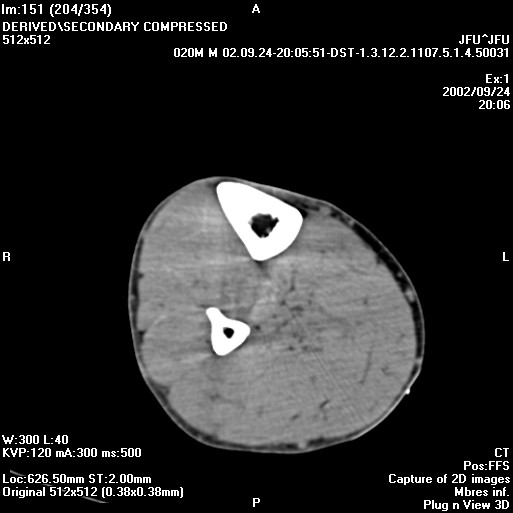 Im:151 (204/354)
A
DERIVED\SECONDARY COMPRESSED
512x512
JFU^JFU
020M M 02.09.24-20:05:51-DST-1.3.12.2.1107.5.1.4.50031
Ex:1
2002/09/24
20:06
R
L
W:300 L:40
KVP:120 mA:300 ms:500
CT
Pos:FFS
Loc:626.50mm ST:2.00mm
Capture of 2D images
Original 512x512 (0.38x0.38mm)
Mbres inf.
P
Plug n View 3D